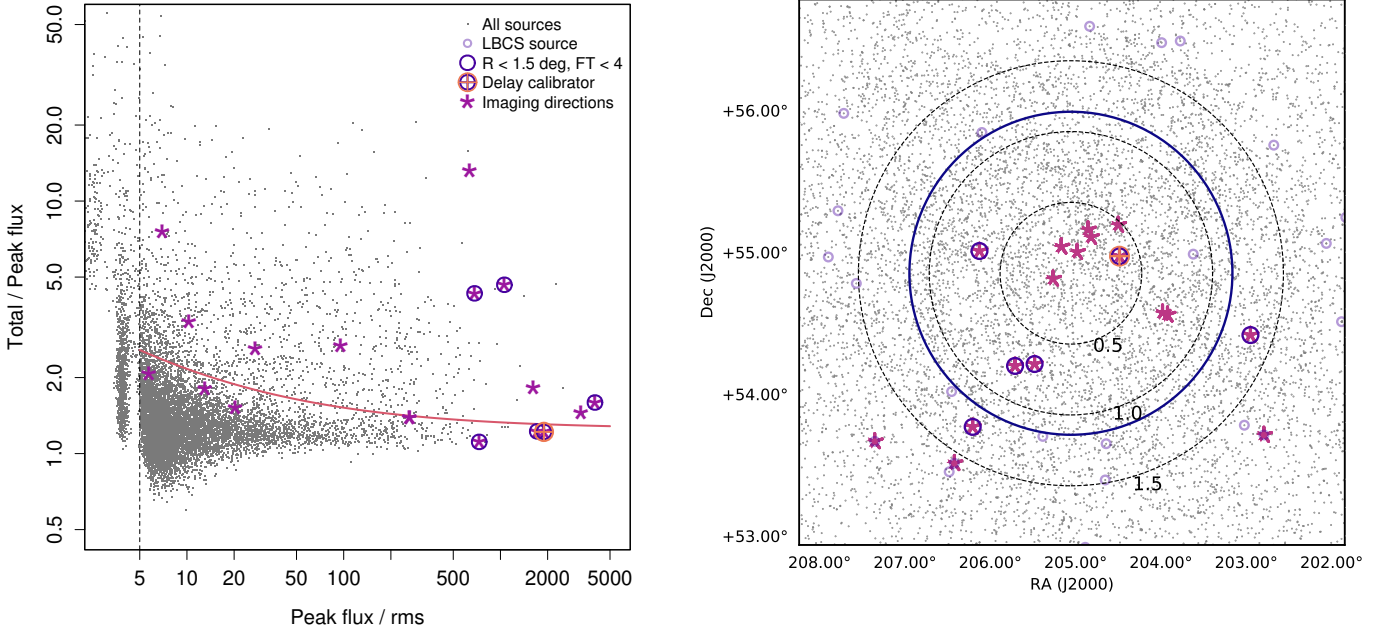 Total / Peak flux
50.0
20.0
10.0
5.0
2.0
1.0
0.5
All sources
LBCS source
R < 1.5 deg, FT < 4
Delay calibrator
Imaging directions
5 10 20 50 100 500 2000 5000
Peak flux / rms
Dec (J2000)
+56.00°
+55.00°
+54.00°
+53.00°
0.5
1.0
1.5
208.00° 207.00° 206.00° 205.00° 204.00° 203.00° 202.00°
RA (J2000)